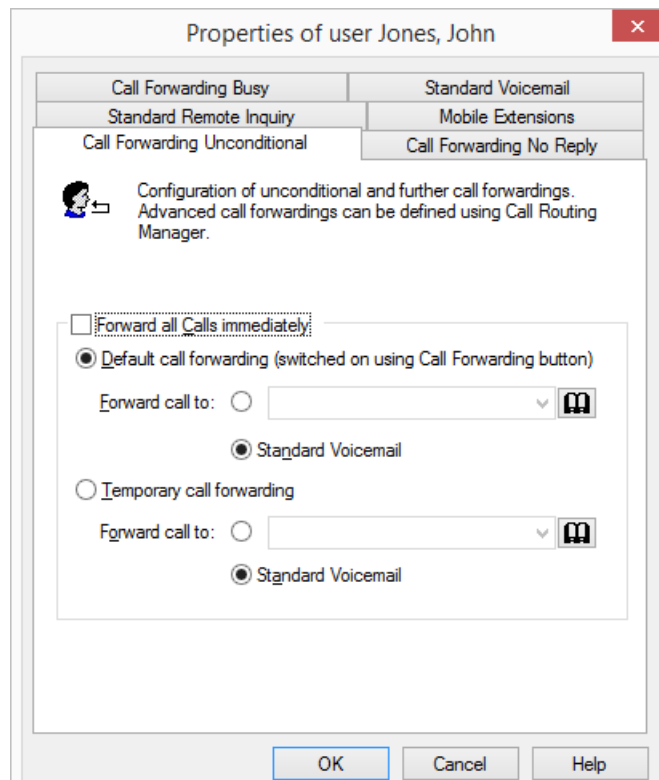 Properties of user Jones, John
Call Forwarding Busy
Standard Voicemail
Standard Remote Inquiry
Mobile Extensions
Call Forwarding Unconditional
Call Forwarding No Reply
Configuration of unconditional and further call forwardings.
Advanced call forwardings can be defined using Call Routing
Manager.
Forward all Calls immediately
Default call forwarding (switched on using Call Forwarding button)
Forward call to:
Standard Voicemail
Temporary call forwarding
Forward call to:
Standard Voicemail
OK
Cancel
Help